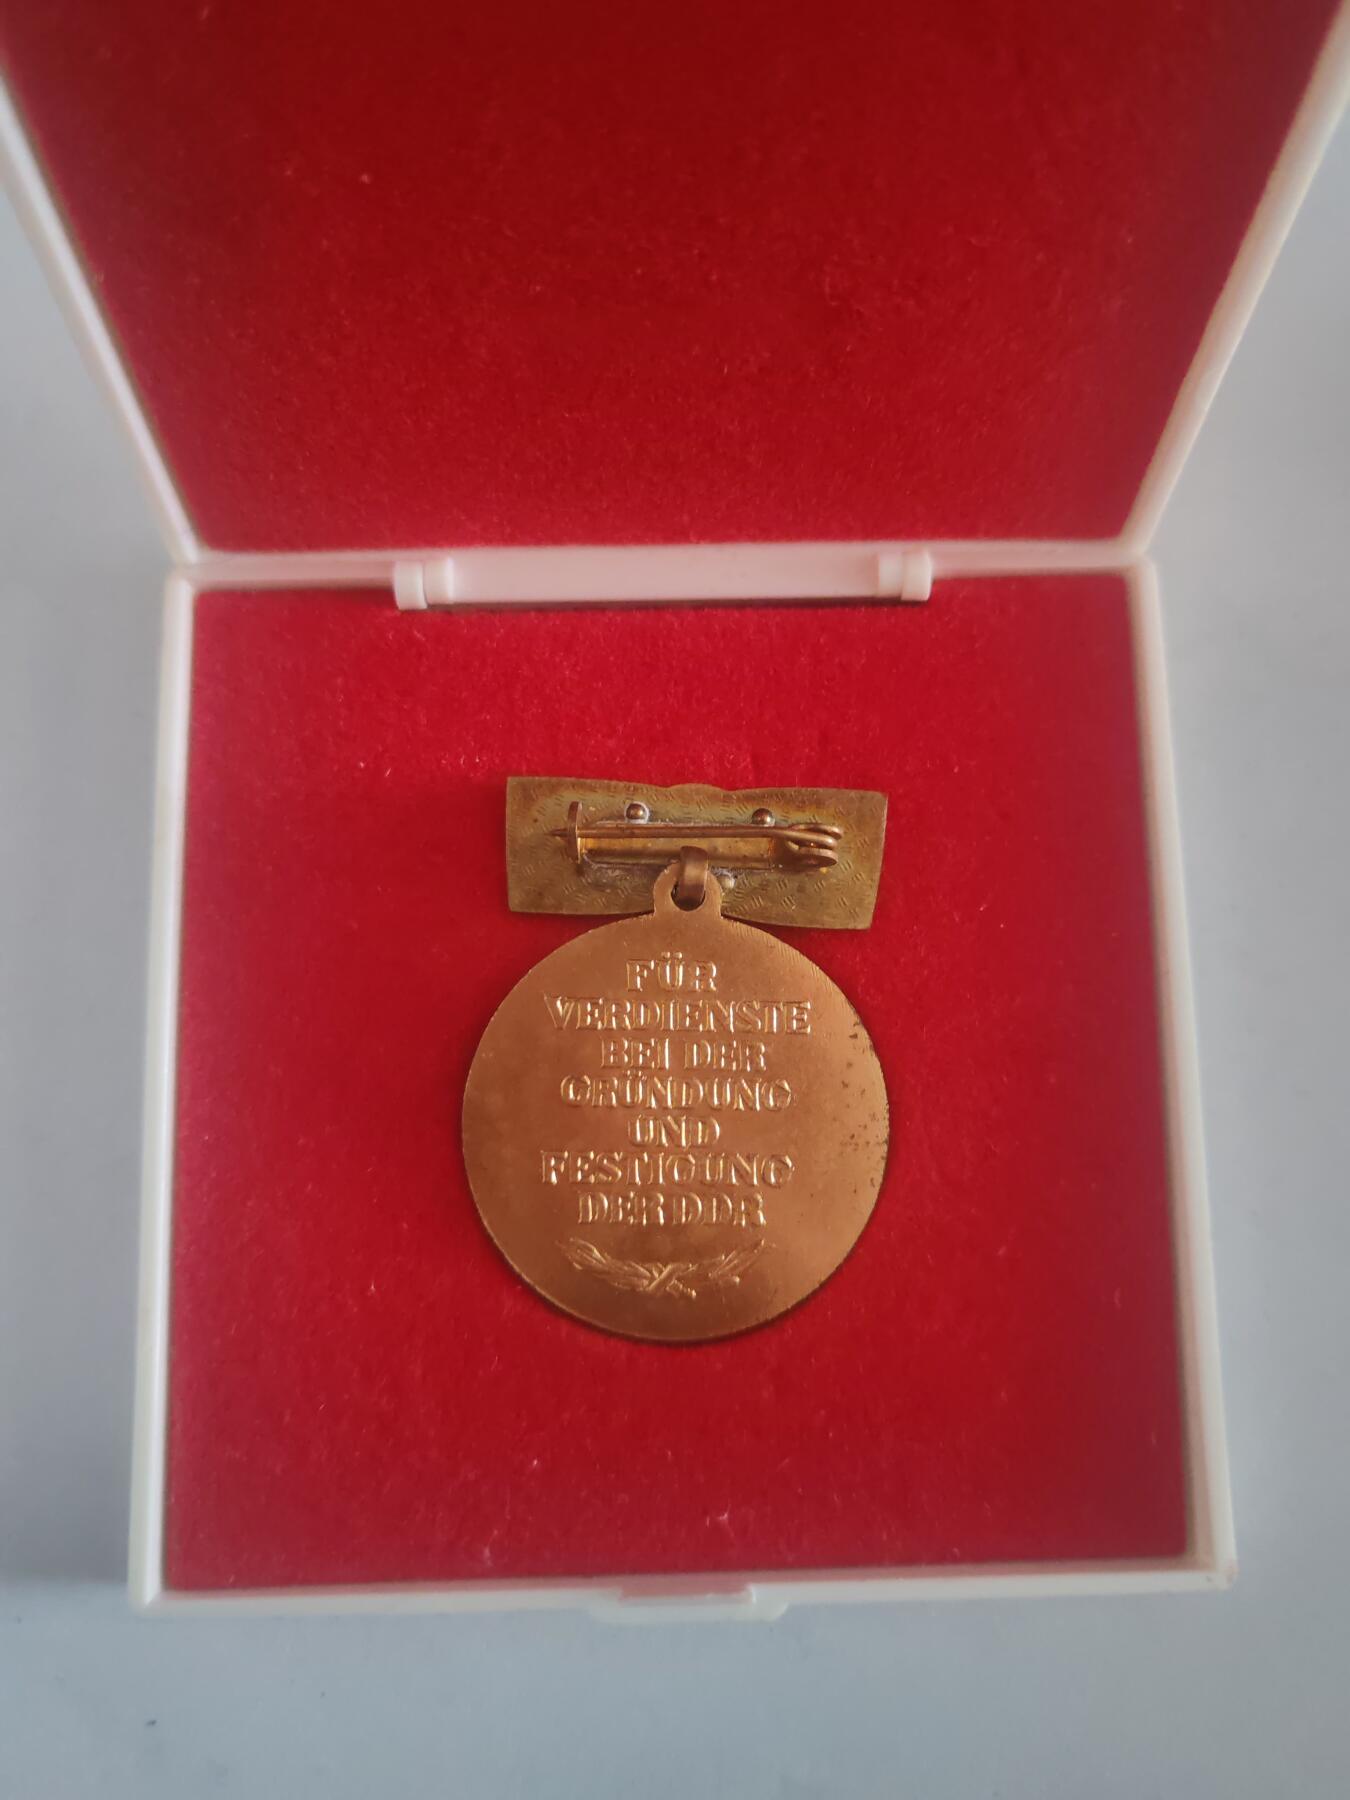 FÜR
VERDIENSTE
BEI DER
GRÜNDUNG
UND
FESTIGUNG
DER DDR